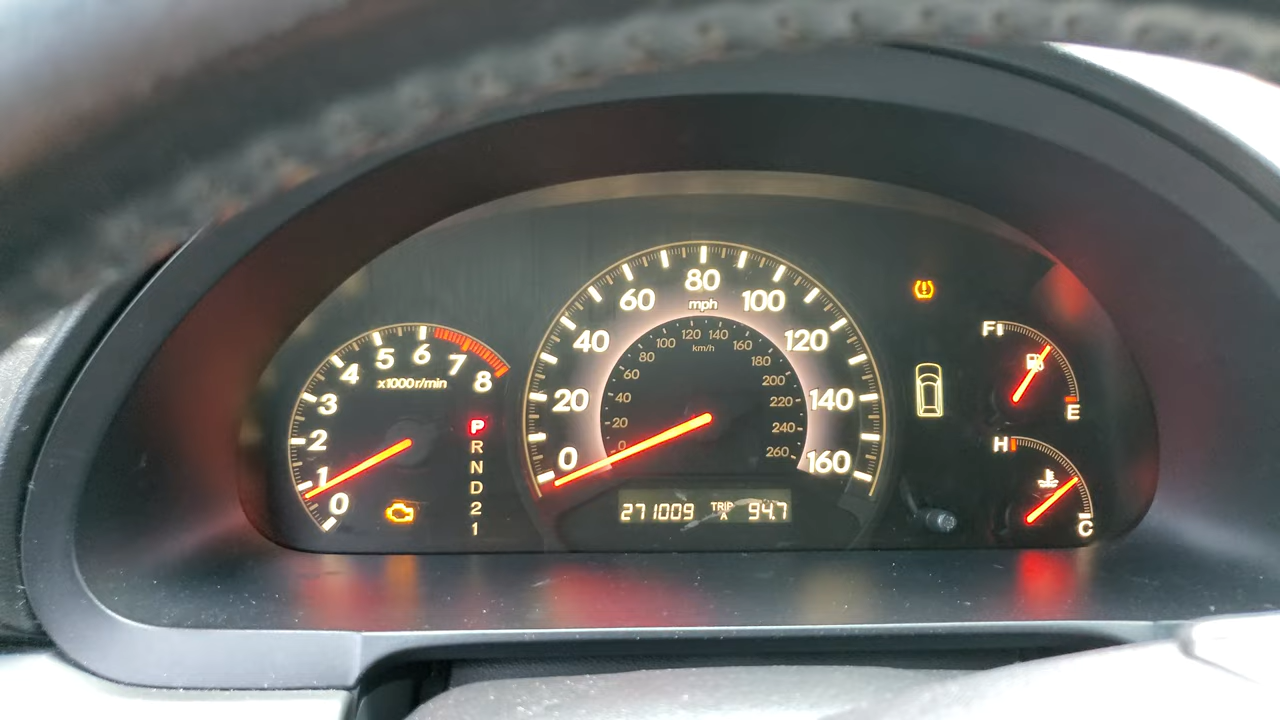 0 1 2 3 4 5 6 7 8
x1000r/min
P
R
N
D
2
1
0 20 40 60 80 100 120 140 160
mph
0 20 40 60 80 100 120 140 160 180 200 220 240 260
km/h
271009 TRIP A 94.7
F
E
H
C